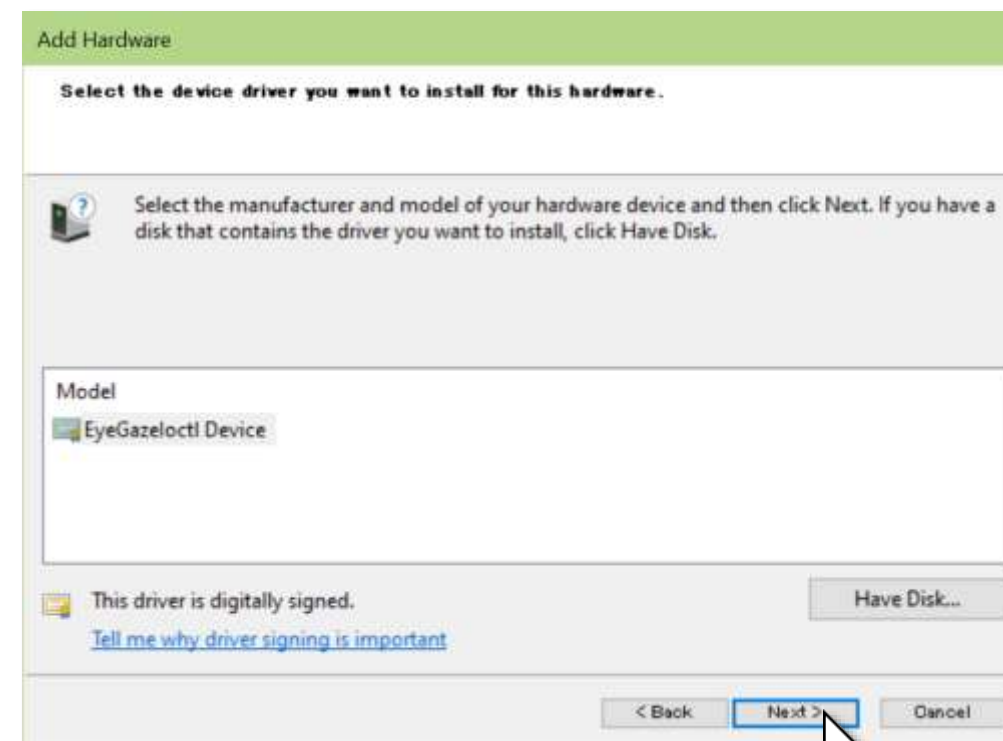 Add Hardware
Select the device driver you want to install for this hardware.
Select the manufacturer and model of your hardware device and then click Next. If you have a
disk that contains the driver you want to install, click Have Disk.
Model
EyeGazeIoctl Device
This driver is digitally signed.
Have Disk...
Tell me why driver signing is important
< Back
Next >
Cancel